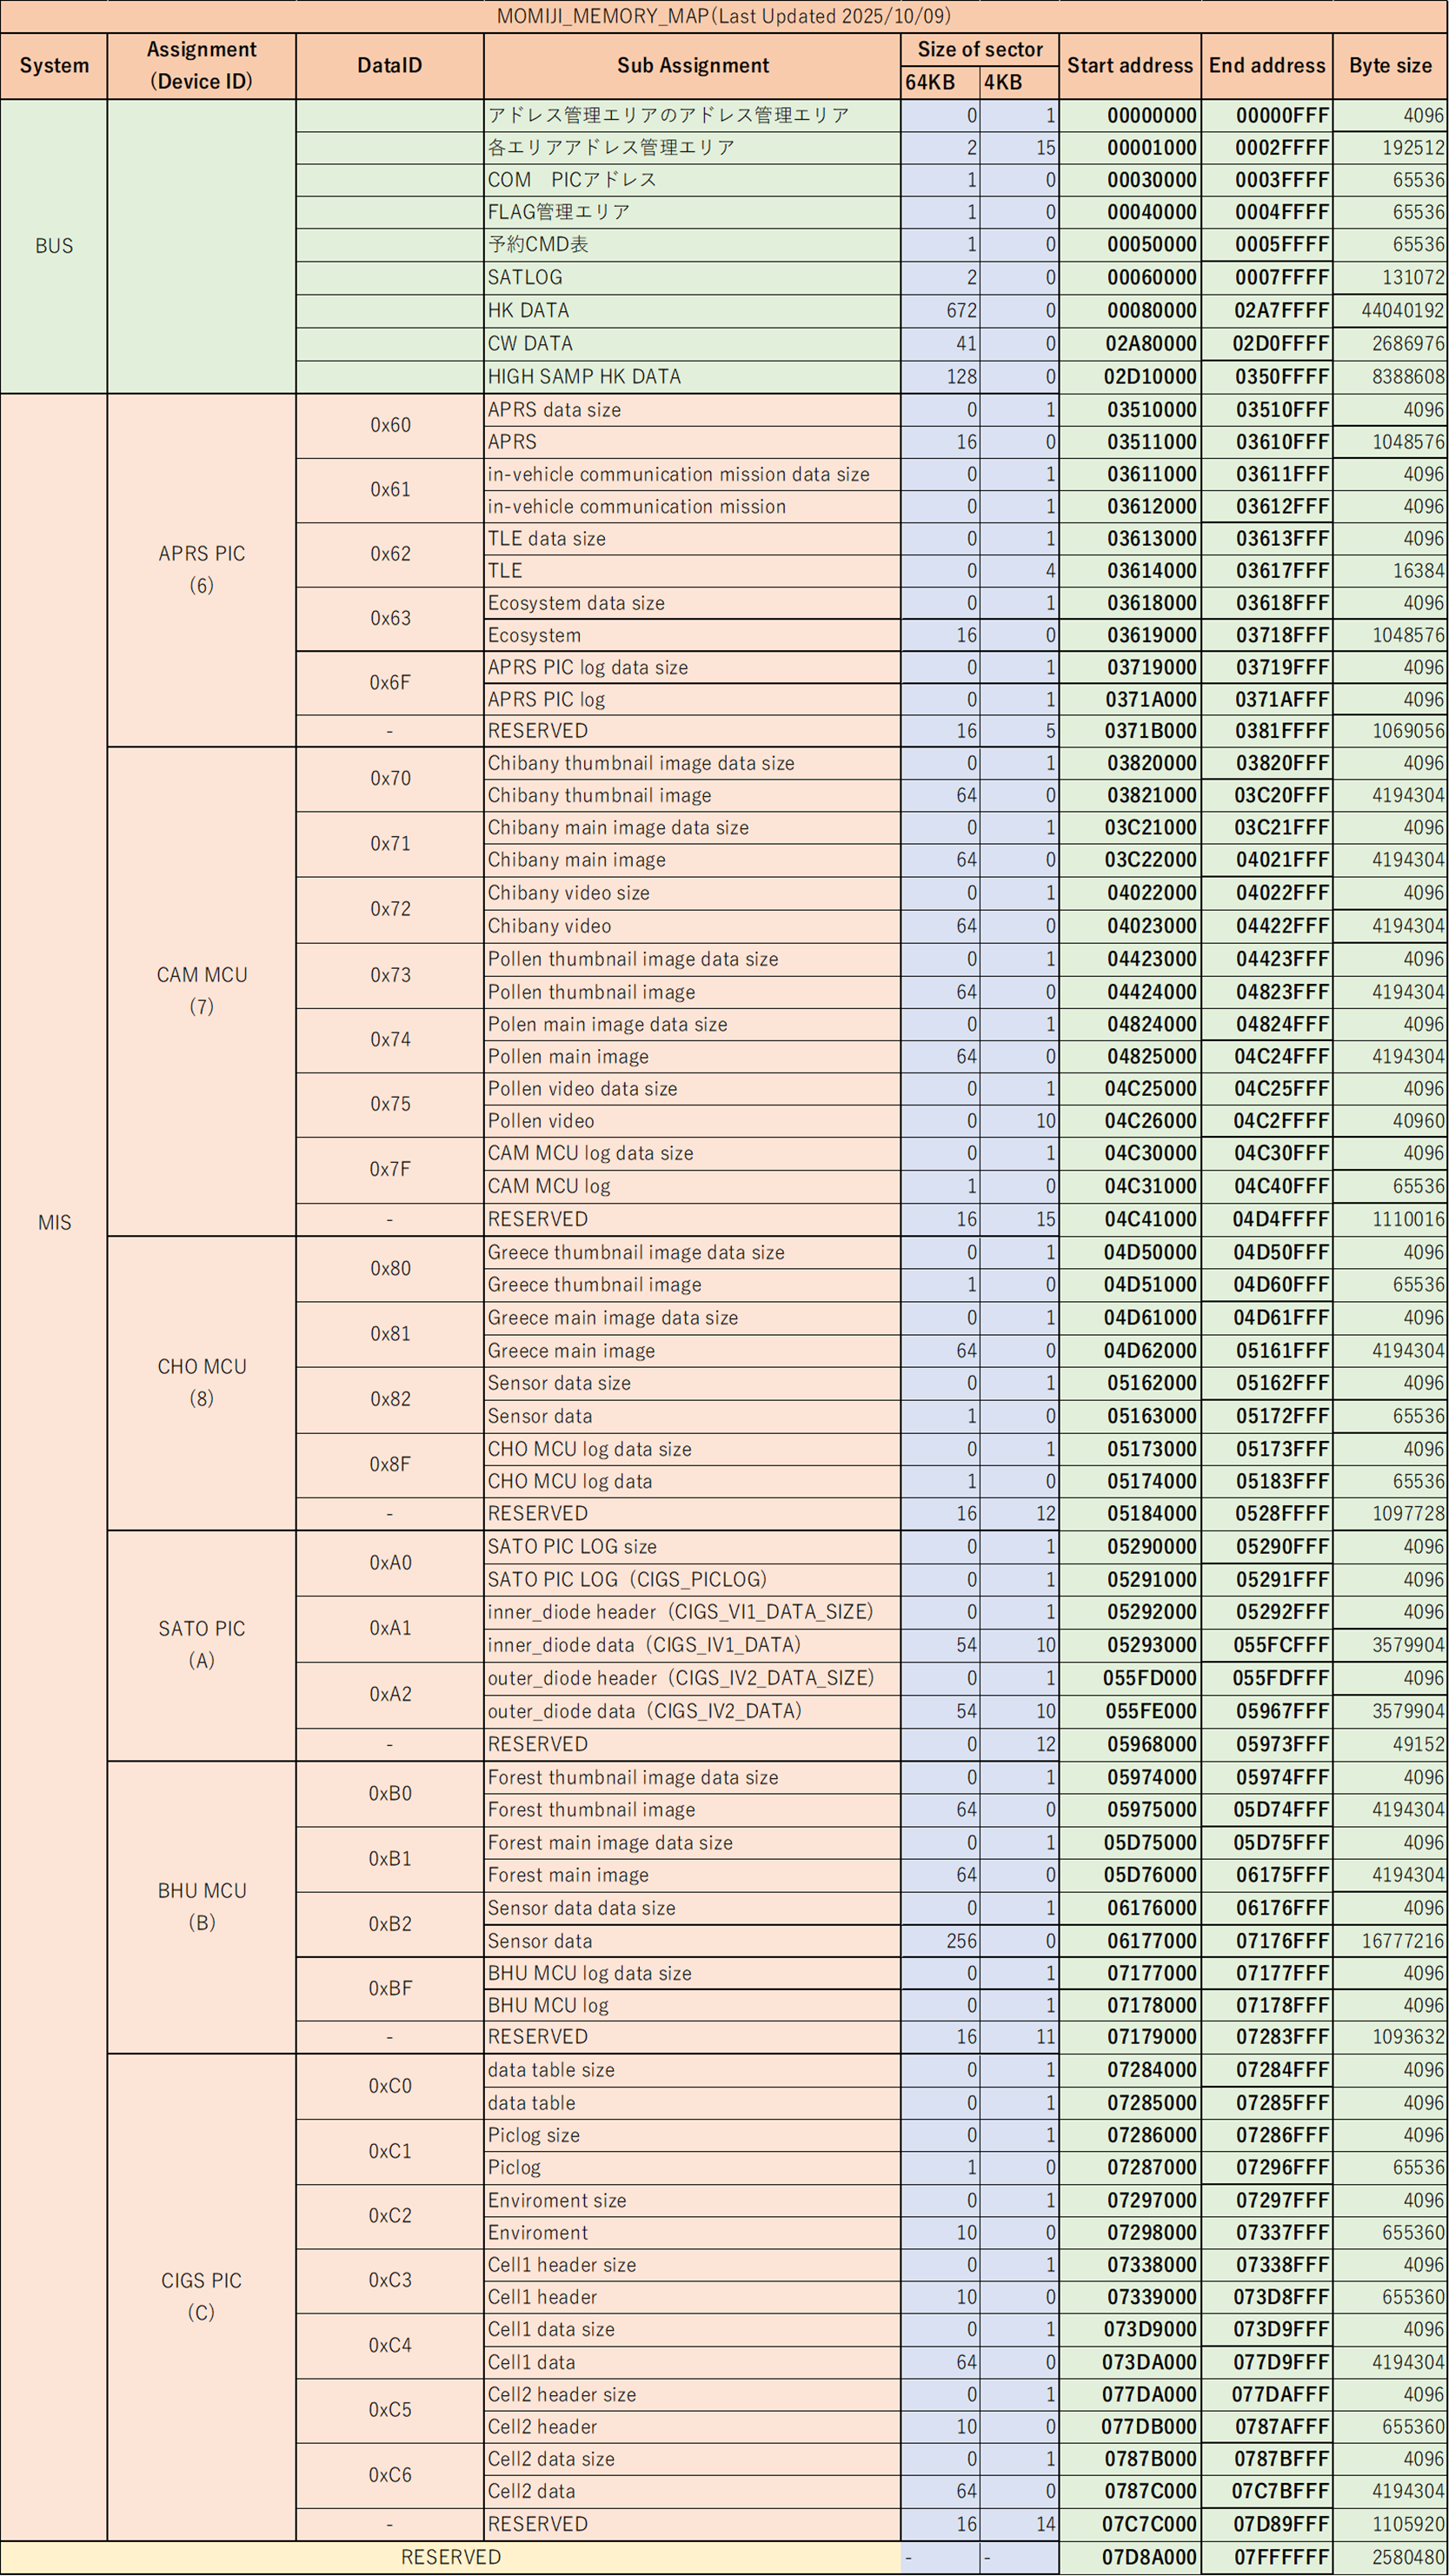 MOMIJI_MEMORY_MAP(Last Updated 2025/10/09)
System Assignment (Device ID) DataID Sub Assignment Size of sector 64KB 4KB Start address End address Byte size
BUS
アドレス管理エリアのアドレス管理エリア 0 1 00000000 00000FFF 4096
各エリアアドレス管理エリア 2 15 00001000 0002FFFF 192512
COM　PICアドレス 1 0 00030000 0003FFFF 65536
FLAG管理エリア 1 0 00040000 0004FFFF 65536
予約CMD表 1 0 00050000 0005FFFF 65536
SATLOG 2 0 00060000 0007FFFF 131072
HK DATA 672 0 00080000 02A7FFFF 44040192
CW DATA 41 0 02A80000 02D0FFFF 2686976
HIGH SAMP HK DATA 128 0 02D10000 0350FFFF 8388608
MIS
APRS PIC
(6)
0x60 APRS data size 0 1 03510000 03510FFF 4096
APRS 16 0 03511000 03610FFF 1048576
0x61 in-vehicle communication mission data size 0 1 03611000 03611FFF 4096
in-vehicle communication mission 0 1 03612000 03612FFF 4096
0x62 TLE data size 0 1 03613000 03613FFF 4096
TLE 0 4 03614000 03617FFF 16384
0x63 Ecosystem data size 0 1 03618000 03618FFF 4096
Ecosystem 16 0 03619000 03718FFF 1048576
0x6F APRS PIC log data size 0 1 03719000 03719FFF 4096
APRS PIC log 0 1 0371A000 0371AFFF 4096
- RESERVED 16 5 0371B000 0381FFFF 1069056
CAM MCU
(7)
0x70 Chibany thumbnail image data size 0 1 03820000 03820FFF 4096
Chibany thumbnail image 64 0 03821000 03C20FFF 4194304
0x71 Chibany main image data size 0 1 03C21000 03C21FFF 4096
Chibany main image 64 0 03C22000 04021FFF 4194304
0x72 Chibany video size 0 1 04022000 04022FFF 4096
Chibany video 64 0 04023000 04422FFF 4194304
0x73 Pollen thumbnail image data size 0 1 04423000 04423FFF 4096
Pollen thumbnail image 64 0 04424000 04823FFF 4194304
0x74 Polen main image data size 0 1 04824000 04824FFF 4096
Pollen main image 64 0 04825000 04C24FFF 4194304
0x75 Pollen video data size 0 1 04C25000 04C25FFF 4096
Pollen video 0 10 04C26000 04C2FFFF 40960
0x7F CAM MCU log data size 0 1 04C30000 04C30FFF 4096
CAM MCU log 1 0 04C31000 04C40FFF 65536
- RESERVED 16 15 04C41000 04D4FFFF 1110016
CHO MCU
(8)
0x80 Greece thumbnail image data size 0 1 04D50000 04D50FFF 4096
Greece thumbnail image 1 0 04D51000 04D60FFF 65536
0x81 Greece main image data size 0 1 04D61000 04D61FFF 4096
Greece main image 64 0 04D62000 05161FFF 4194304
0x82 Sensor data size 0 1 05162000 05162FFF 4096
Sensor data 1 0 05163000 05172FFF 65536
0x8F CHO MCU log data size 0 1 05173000 05173FFF 4096
CHO MCU log data 1 0 05174000 05183FFF 65536
- RESERVED 16 12 05184000 0528FFFF 1097728
SATO PIC
(A)
0xA0 SATO PIC LOG size 0 1 05290000 05290FFF 4096
SATO PIC LOG（CIGS_PICLOG） 0 1 05291000 05291FFF 4096
0xA1 inner_diode header（CIGS_VI1_DATA_SIZE） 0 1 05292000 05292FFF 4096
inner_diode data（CIGS_IV1_DATA） 54 10 05293000 055FCFFF 3579904
0xA2 outer_diode header（CIGS_IV2_DATA_SIZE） 0 1 055FD000 055FDFFF 4096
outer_diode data（CIGS_IV2_DATA） 54 10 055FE000 05967FFF 3579904
- RESERVED 0 12 05968000 05973FFF 49152
BHU MCU
(B)
0xB0 Forest thumbnail image data size 0 1 05974000 05974FFF 4096
Forest thumbnail image 64 0 05975000 05D74FFF 4194304
0xB1 Forest main image data size 0 1 05D75000 05D75FFF 4096
Forest main image 64 0 05D76000 06175FFF 4194304
0xB2 Sensor data data size 0 1 06176000 06176FFF 4096
Sensor data 256 0 06177000 07176FFF 16777216
0xBF BHU MCU log data size 0 1 07177000 07177FFF 4096
BHU MCU log 0 1 07178000 07178FFF 4096
- RESERVED 16 11 07179000 07283FFF 1093632
CIGS PIC
(C)
0xC0 data table size 0 1 07284000 07284FFF 4096
data table 0 1 07285000 07285FFF 4096
0xC1 Piclog size 0 1 07286000 07286FFF 4096
Piclog 1 0 07287000 07296FFF 65536
0xC2 Enviroment size 0 1 07297000 07297FFF 4096
Enviroment 10 0 07298000 07337FFF 655360
0xC3 Cell1 header size 0 1 07338000 07338FFF 4096
Cell1 header 10 0 07339000 073D8FFF 655360
0xC4 Cell1 data size 0 1 073D9000 073D9FFF 4096
Cell1 data 64 0 073DA000 077D9FFF 4194304
0xC5 Cell2 header size 0 1 077DA000 077DAFFF 4096
Cell2 header 10 0 077DB000 0787AFFF 655360
0xC6 Cell2 data size 0 1 0787B000 0787BFFF 4096
Cell2 data 64 0 0787C000 07C7BFFF 4194304
- RESERVED 16 14 07C7C000 07D89FFF 1105920
RESERVED - - 07D8A000 07FFFFFF 2580480